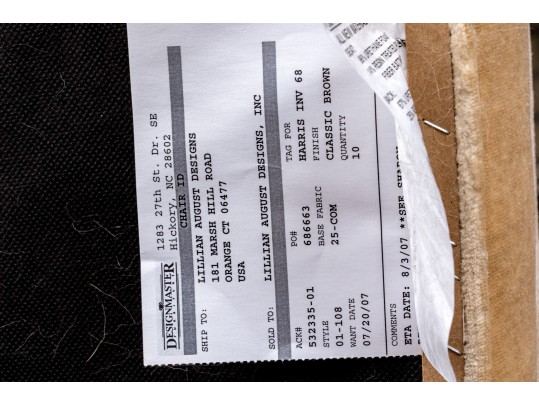 DESIGNMASTER
1283 27th St. Dr. SE
Hickory, NC 28602
CHAIR ID
SHIP TO: LILLIAN AUGUST DESIGNS
181 MARSH HILL ROAD
ORANGE CT 06477
USA
SOLD TO: LILLIAN AUGUST DESIGNS, INC
ACK# PO# TAG FOR
532335-01 686663 HARRIS INV 68
STYLE BASE FABRIC FINISH
01-108 25-COM CLASSIC BROWN
WANT DATE QUANTITY
07/20/07 10
COMMENTS
ETA DATE: 8/3/07 **SEE